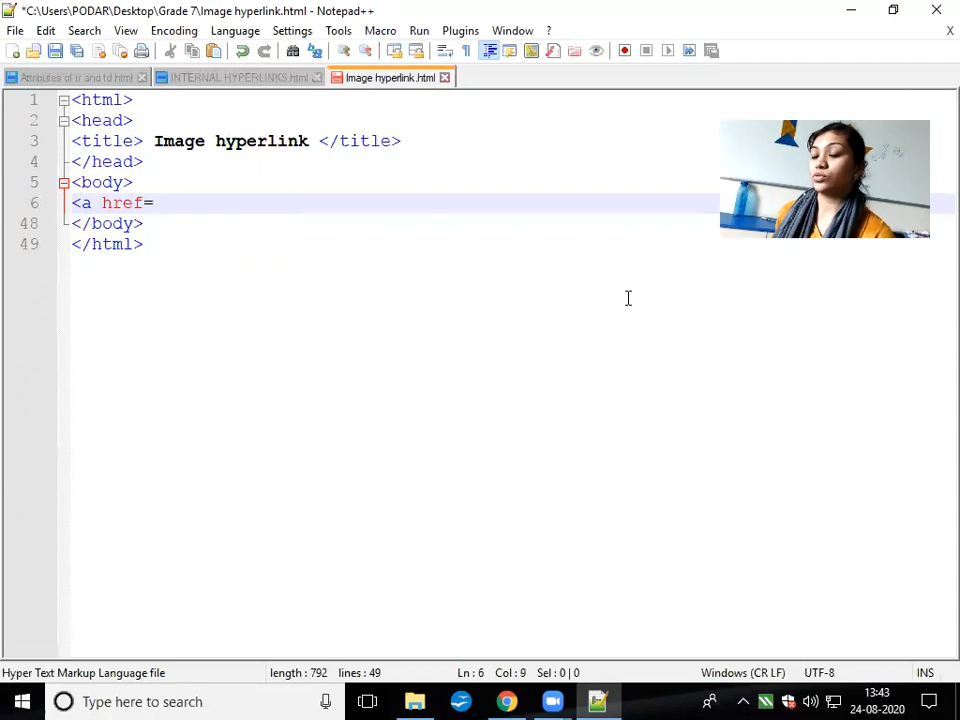 *C:\Users\PODAR\Desktop\Grade 7\Image hyperlink.html - Notepad++
File Edit Search View Encoding Language Settings Tools Macro Run Plugins Window ? X
Attributes of tr and td.html INTERNAL HYPERLINKS.html Image hyperlink.html
1 <html>
2 <head>
3 <title> Image hyperlink </title>
4 </head>
5 <body>
6 <a href=
48 </body>
49 </html>
Hyper Text Markup Language file length : 792 lines : 49 Ln : 6 Col : 9 Sel : 0 | 0 Windows (CR LF) UTF-8 INS
Type here to search
13:43
24-08-2020